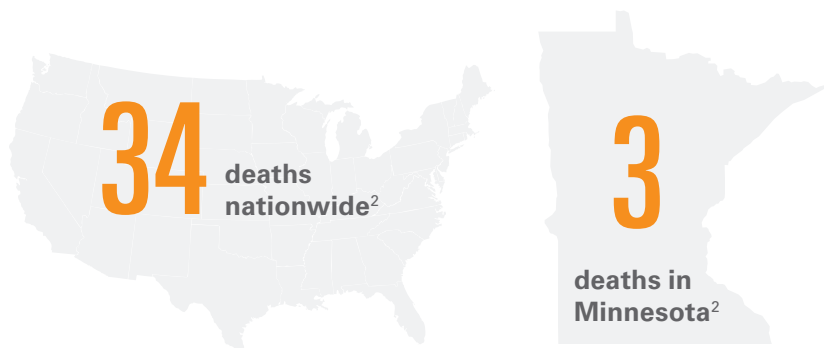 34
deaths
nationwide²
3
deaths in
Minnesota²